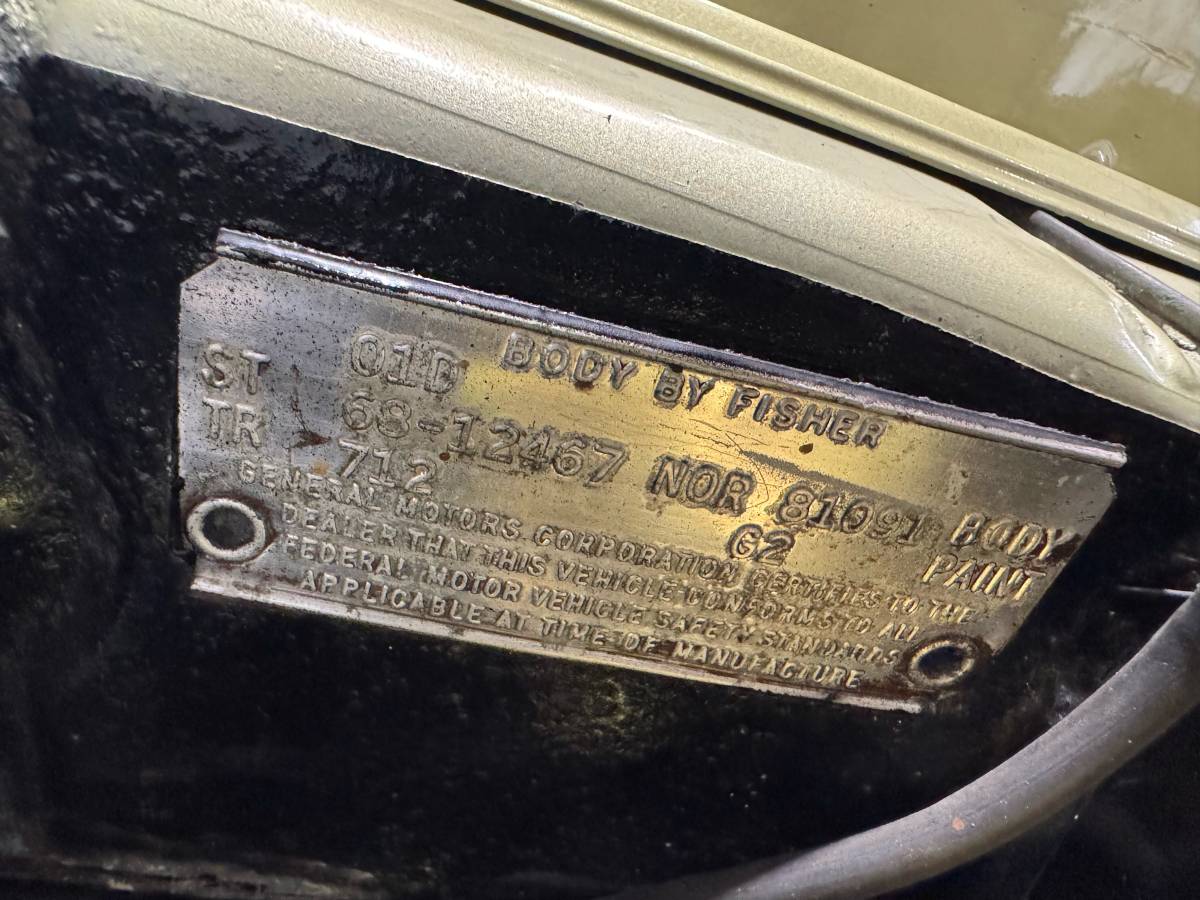 01D BODY BY FISHER
ST 68-12467 NOR 81091 BODY
TR 712 G2 PAINT
GENERAL MOTORS CORPORATION CERTIFIES TO THE
DEALER THAT THIS VEHICLE CONFORMS TO ALL
FEDERAL MOTOR VEHICLE SAFETY STANDARDS
APPLICABLE AT TIME OF MANUFACTURE